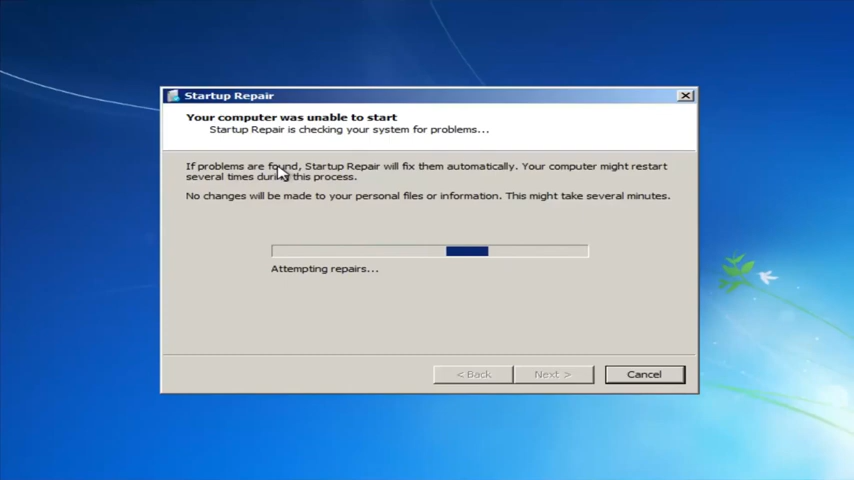 Startup Repair
Your computer was unable to start
Startup Repair is checking your system for problems...
If problems are found, Startup Repair will fix them automatically. Your computer might restart
several times during this process.
No changes will be made to your personal files or information. This might take several minutes.
Attempting repairs...
< Back
Next >
Cancel